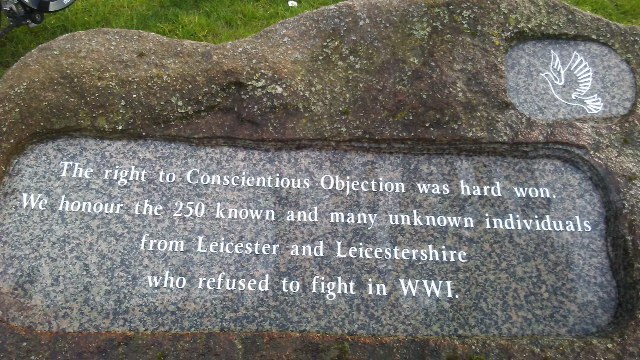 The right to Conscientious Objection was hard won.
We honour the 250 known and many unknown individuals
from Leicester and Leicestershire
who refused to fight in WWI.